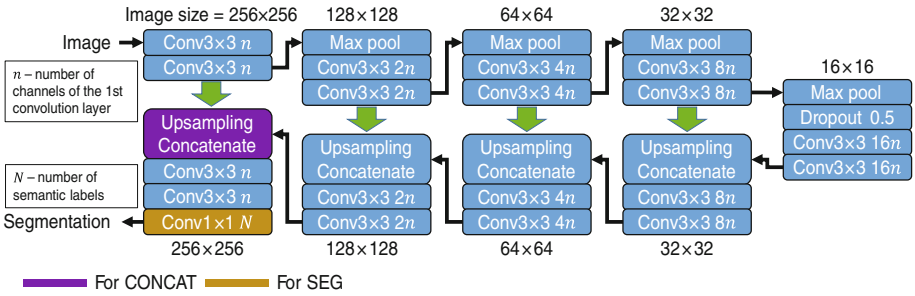 Image size = 256×256
128×128
64×64
32×32
Image
Conv3×3 n
Conv3×3 n
Max pool
Conv3×3 2n
Conv3×3 2n
Max pool
Conv3×3 4n
Conv3×3 4n
Max pool
Conv3×3 8n
Conv3×3 8n
16×16
Max pool
Dropout 0.5
Conv3×3 16n
Conv3×3 16n
n – number of
channels of the 1st
convolution layer
Upsampling
Concatenate
Conv3×3 n
Conv3×3 n
Conv1×1 N
Upsampling
Concatenate
Conv3×3 2n
Conv3×3 2n
Upsampling
Concatenate
Conv3×3 4n
Conv3×3 4n
Upsampling
Concatenate
Conv3×3 8n
Conv3×3 8n
N – number of
semantic labels
Segmentation
256×256
128×128
64×64
32×32
For CONCAT
For SEG